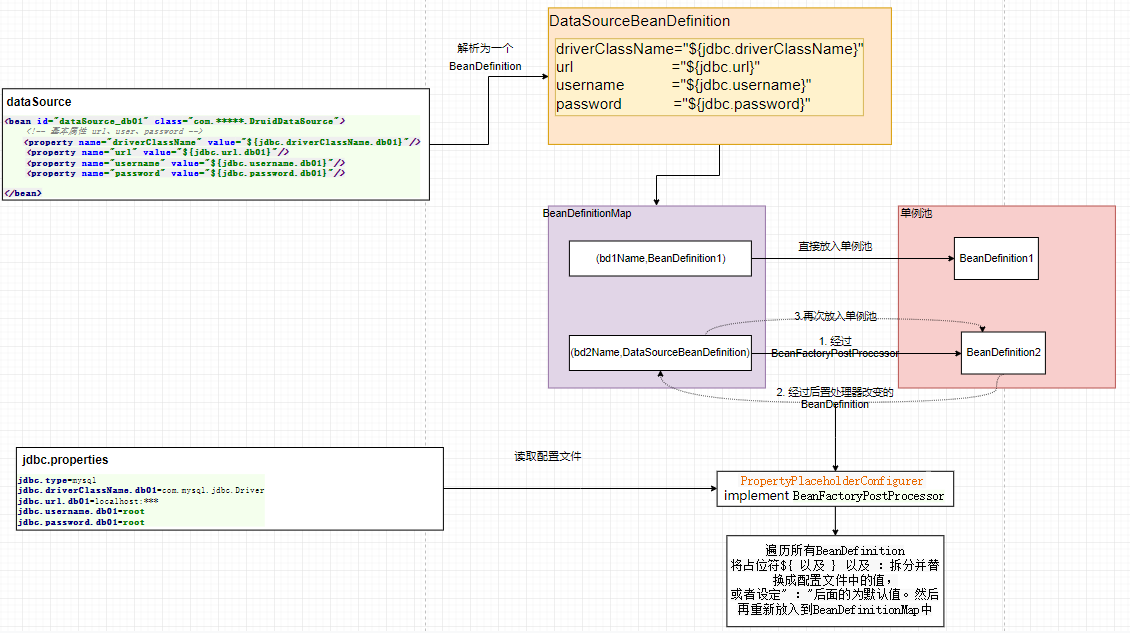 DataSourceBeanDefinition
driverClassName="${jdbc.driverClassName}"
url ="${jdbc.url}"
username ="${jdbc.username}"
password ="${jdbc.password}"
解析为一个
BeanDefinition
dataSource
<bean id="dataSource_db01" class="com.*****.DruidDataSource">
<!-- 基本属性 url、user、password -->
<property name="driverClassName" value="${jdbc.driverClassName.db01}"/>
<property name="url" value="${jdbc.url.db01}"/>
<property name="username" value="${jdbc.username.db01}"/>
<property name="password" value="${jdbc.password.db01}"/>
</bean>
BeanDefinitionMap
(bd1Name,BeanDefinition1)
(bd2Name,DataSourceBeanDefinition)
直接放入单例池
3.再次放入单例池
1. 经过
BeanFactoryPostProcessor
2. 经过后置处理器改变的
BeanDefinition
单例池
BeanDefinition1
BeanDefinition2
jdbc.properties
jdbc.type=mysql
jdbc.driverClassName.db01=com.mysql.jdbc.Driver
jdbc.url.db01=localhost:***
jdbc.username.db01=root
jdbc.password.db01=root
读取配置文件
PropertyPlaceholderConfigurer
implement BeanFactoryPostProcessor
遍历所有BeanDefinition
将占位符${ 以及 } 以及 : 拆分并替
换成配置文件中的值，
或者设定" : "后面的为默认值。然后
再重新放入到BeanDefinitionMap中